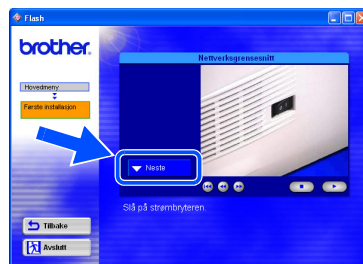 Flash
brother.
Nettverksgrensesnitt
Hovedmeny
Første installasjon
Neste
Slå på strømbryteren.
Tilbake
Avslutt